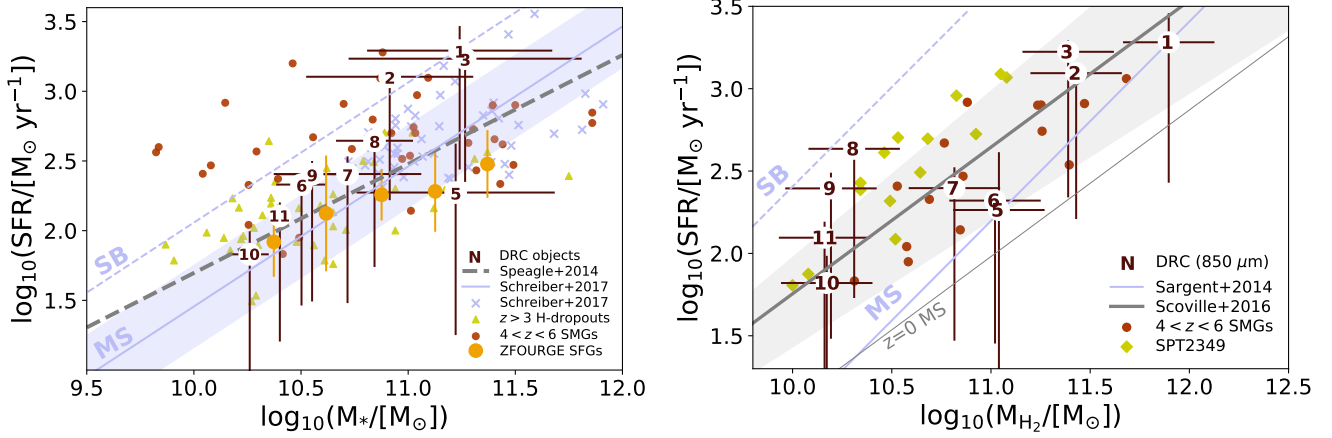 3.5
3.0
2.5
2.0
1.5
9.5
10.0
10.5
11.0
11.5
12.0
log10(SFR/[M⊙ yr−1])
log10(M*/[M⊙])
SB
MS
1
3
2
8
9
7
6
5
11
10
N DRC objects
Speagle+2014
Schreiber+2017
Schreiber+2017
z > 3 H-dropouts
4 < z < 6 SMGs
ZFOURGE SFGs
3.5
3.0
2.5
2.0
1.5
10.0
10.5
11.0
11.5
12.0
12.5
log10(SFR/[M⊙ yr−1])
log10(MH2/[M⊙])
SB
MS
z=0 MS
1
3
2
8
9
7
6
5
11
10
N DRC (850 μm)
Sargent+2014
Scoville+2016
4 < z < 6 SMGs
SPT2349